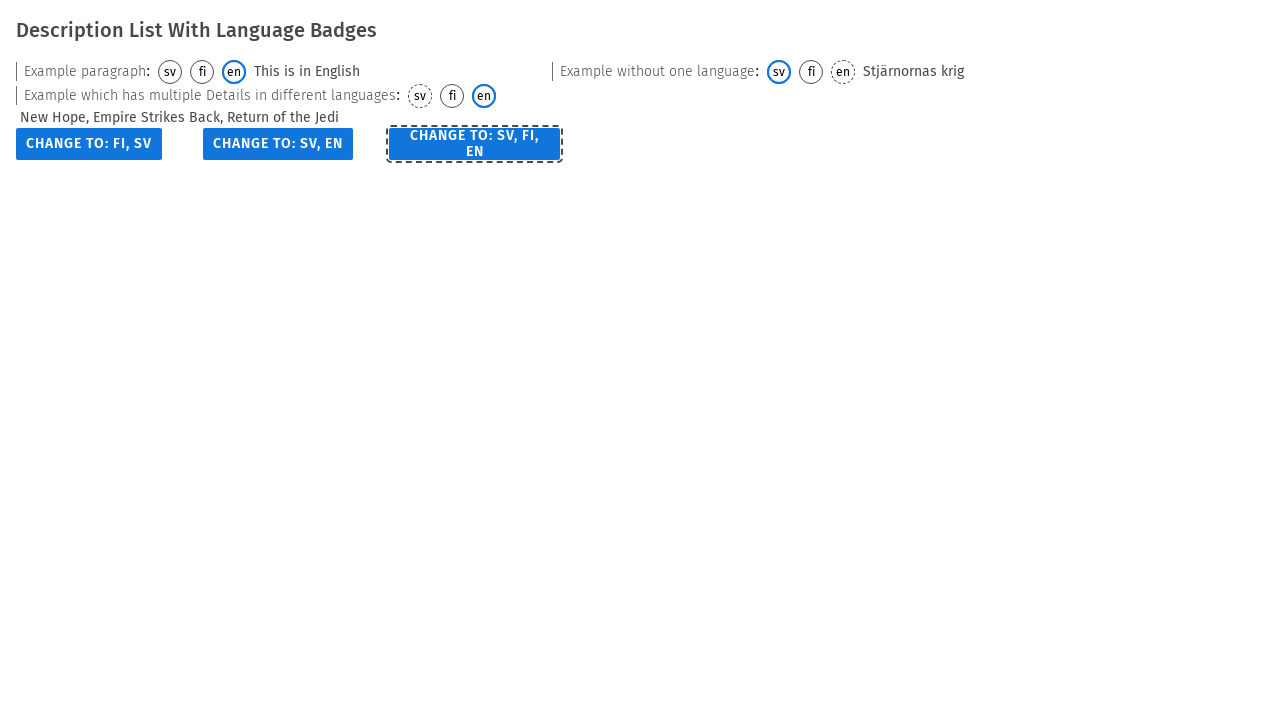 Description List With Language Badges
Example paragraph: sv fi en This is in English
Example without one language: sv fi en Stjärnornas krig
Example which has multiple Details in different languages: sv fi en
New Hope, Empire Strikes Back, Return of the Jedi
CHANGE TO: FI, SV
CHANGE TO: SV, EN
CHANGE TO: SV, FI,
EN